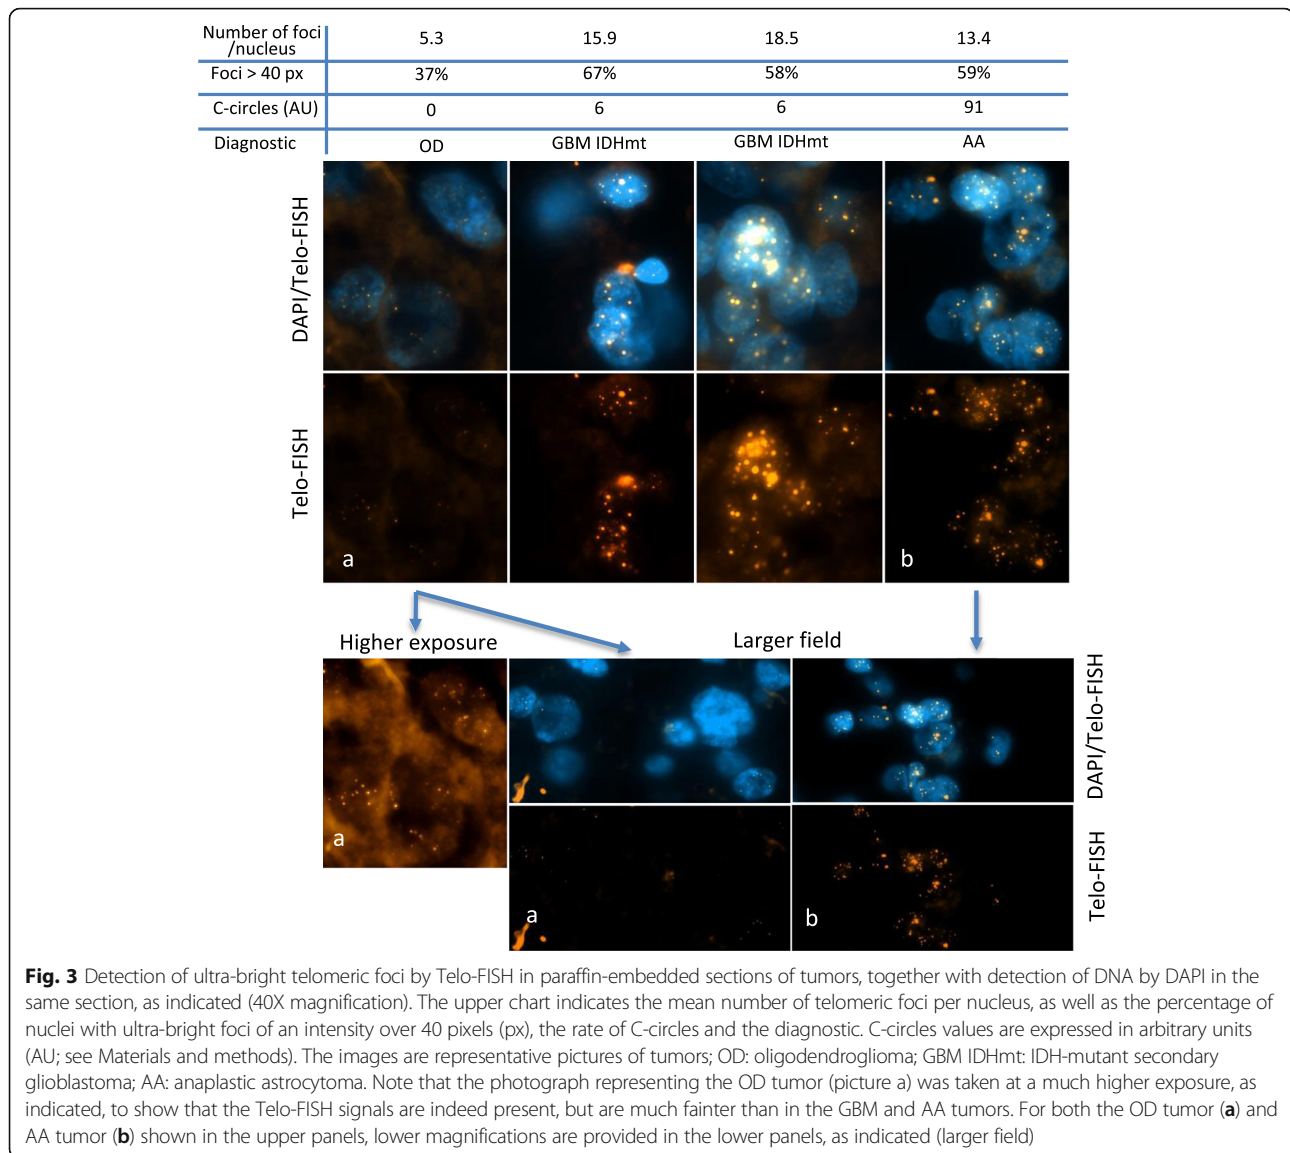 Number of foci /nucleus 5.3 15.9 18.5 13.4
Foci > 40 px 37% 67% 58% 59%
C-circles (AU) 0 6 6 91
Diagnostic OD GBM IDHmt GBM IDHmt AA
DAPI/Telo-FISH
Telo-FISH
a
b
Higher exposure
Larger field
a
DAPI/Telo-FISH
a
b
Telo-FISH
Fig. 3 Detection of ultra-bright telomeric foci by Telo-FISH in paraffin-embedded sections of tumors, together with detection of DNA by DAPI in the
same section, as indicated (40X magnification). The upper chart indicates the mean number of telomeric foci per nucleus, as well as the percentage of
nuclei with ultra-bright foci of an intensity over 40 pixels (px), the rate of C-circles and the diagnostic. C-circles values are expressed in arbitrary units
(AU; see Materials and methods). The images are representative pictures of tumors; OD: oligodendroglioma; GBM IDHmt: IDH-mutant secondary
glioblastoma; AA: anaplastic astrocytoma. Note that the photograph representing the OD tumor (picture a) was taken at a much higher exposure, as
indicated, to show that the Telo-FISH signals are indeed present, but are much fainter than in the GBM and AA tumors. For both the OD tumor (a) and
AA tumor (b) shown in the upper panels, lower magnifications are provided in the lower panels, as indicated (larger field)